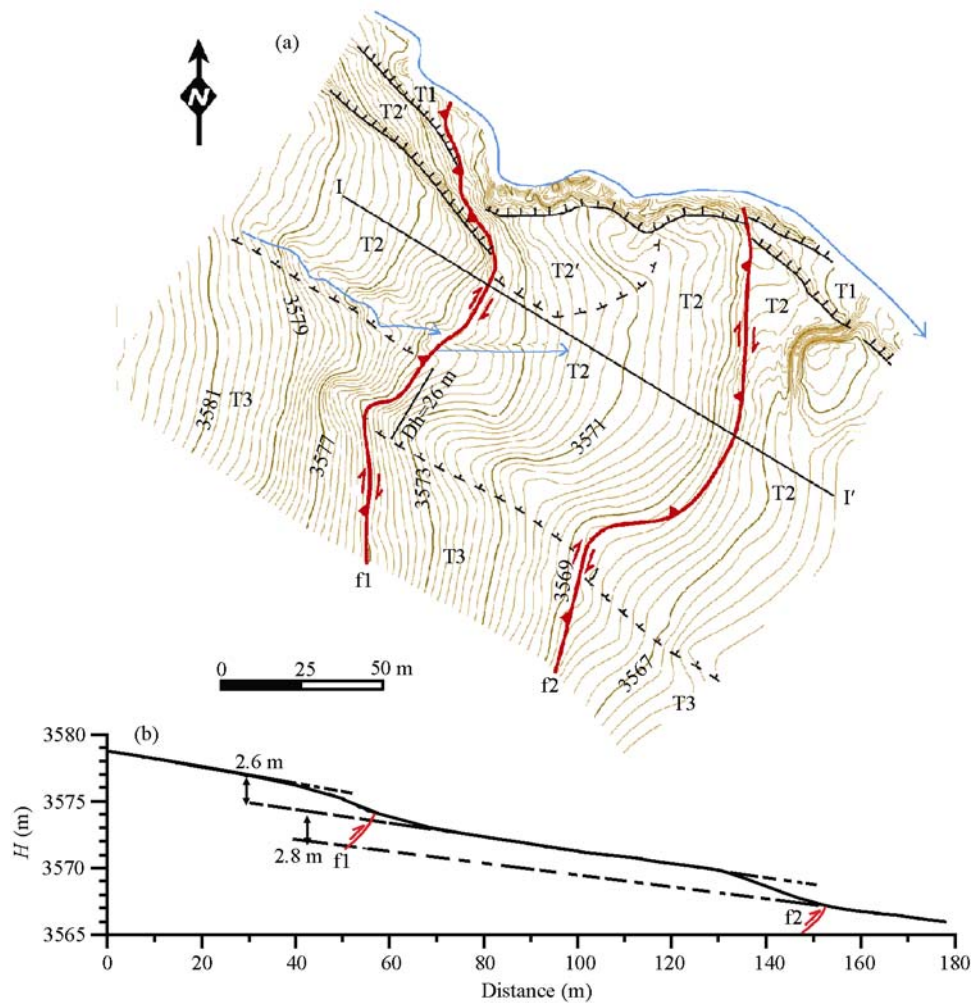 (a)
N
T1
T2′
I
T2
T2′
T2
T2
T1
3579
T2
3581
T3
3577
Dh=26 m
3573
3571
T2
I′
T3
3569
f1
3567
T3
f2
0 25 50 m
(b)
3580
3575
3570
3565
H (m)
2.6 m
2.8 m
f1
f2
0 20 40 60 80 100 120 140 160 180
Distance (m)